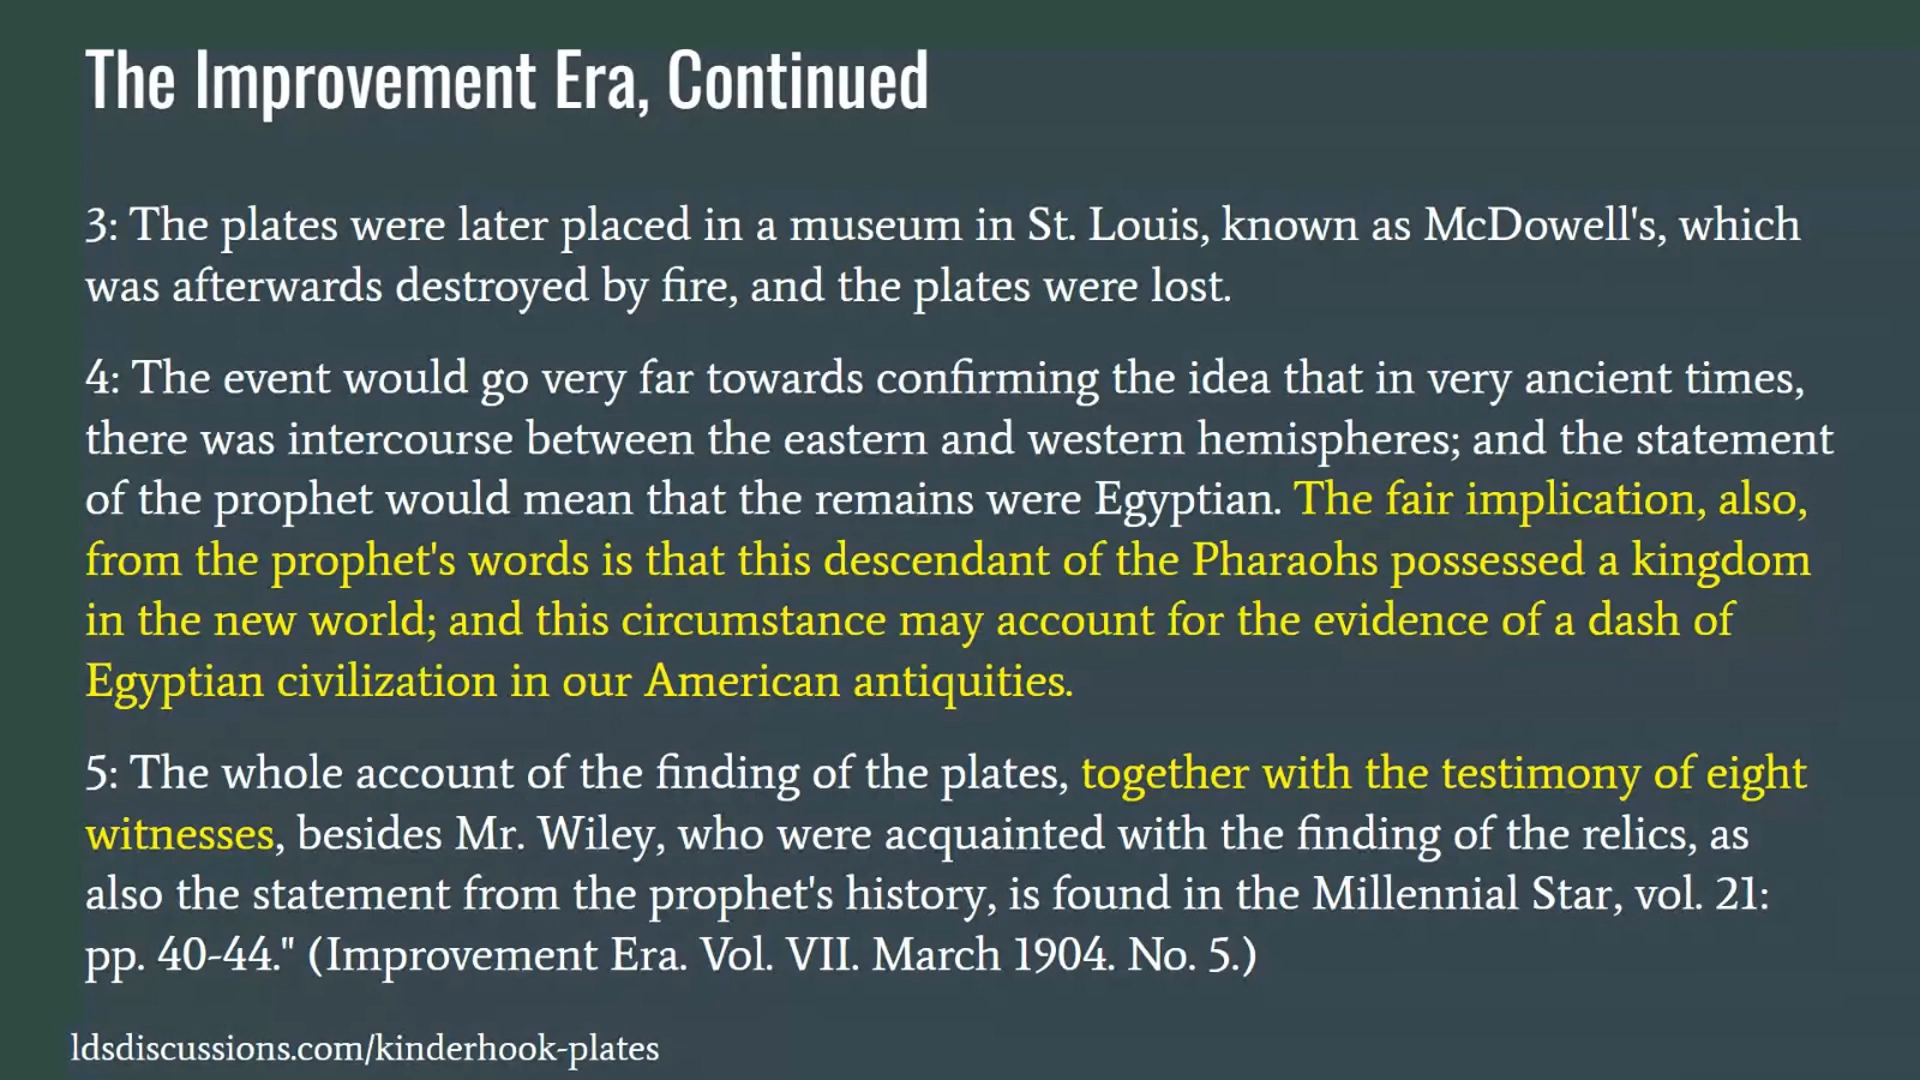 The Improvement Era, Continued
3: The plates were later placed in a museum in St. Louis, known as McDowell's, which
was afterwards destroyed by fire, and the plates were lost.
4: The event would go very far towards confirming the idea that in very ancient times,
there was intercourse between the eastern and western hemispheres; and the statement
of the prophet would mean that the remains were Egyptian. The fair implication, also,
from the prophet's words is that this descendant of the Pharaohs possessed a kingdom
in the new world; and this circumstance may account for the evidence of a dash of
Egyptian civilization in our American antiquities.
5: The whole account of the finding of the plates, together with the testimony of eight
witnesses, besides Mr. Wiley, who were acquainted with the finding of the relics, as
also the statement from the prophet's history, is found in the Millennial Star, vol. 21:
pp. 40-44." (Improvement Era. Vol. VII. March 1904. No. 5.)
ldsdiscussions.com/kinderhook-plates